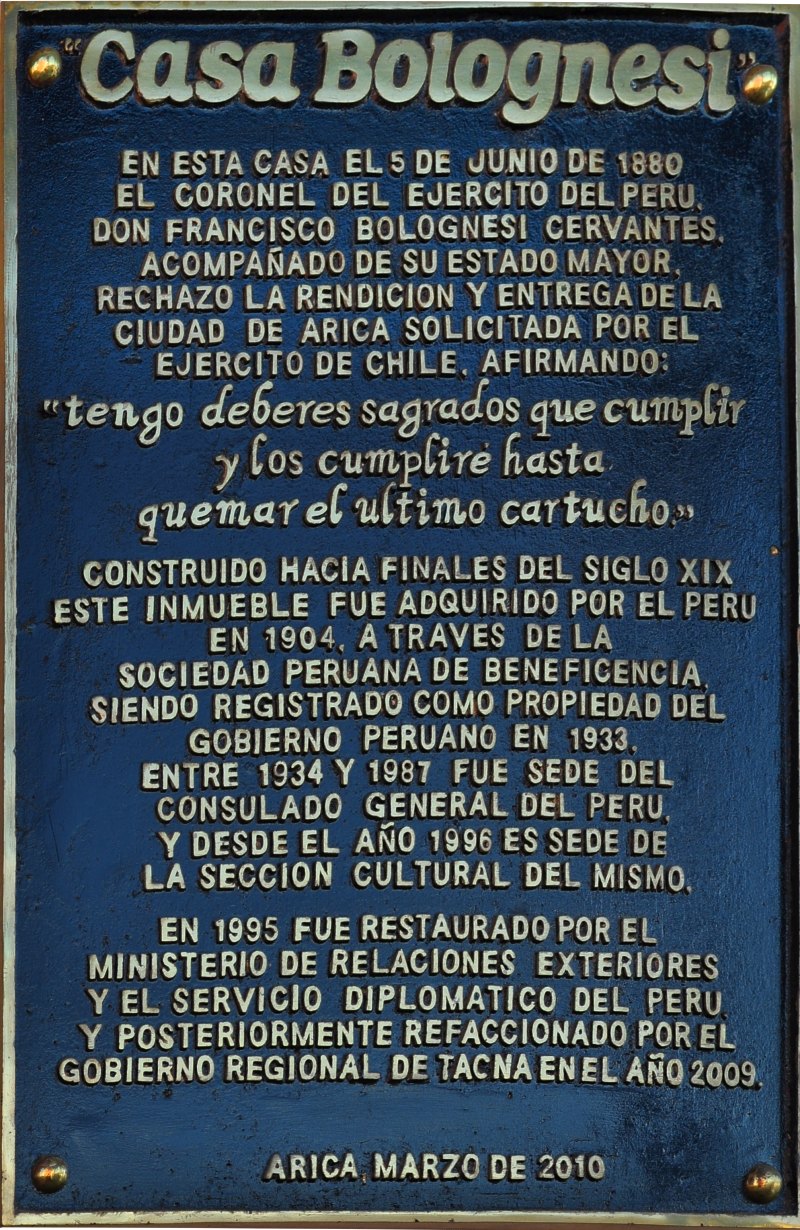 "Casa Bolognesi"
EN ESTA CASA EL 5 DE JUNIO DE 1880
EL CORONEL DEL EJERCITO DEL PERU,
DON FRANCISCO BOLOGNESI CERVANTES,
ACOMPAÑADO DE SU ESTADO MAYOR,
RECHAZO LA RENDICION Y ENTREGA DE LA
CIUDAD DE ARICA SOLICITADA POR EL
EJERCITO DE CHILE, AFIRMANDO:
"tengo deberes sagrados que cumplir
y los cumpliré hasta
quemar el ultimo cartucho."
CONSTRUIDO HACIA FINALES DEL SIGLO XIX
ESTE INMUEBLE FUE ADQUIRIDO POR EL PERU
EN 1904, A TRAVES DE LA
SOCIEDAD PERUANA DE BENEFICENCIA,
SIENDO REGISTRADO COMO PROPIEDAD DEL
GOBIERNO PERUANO EN 1933,
ENTRE 1934 Y 1987 FUE SEDE DEL
CONSULADO GENERAL DEL PERU,
Y DESDE EL AÑO 1996 ES SEDE DE
LA SECCION CULTURAL DEL MISMO.
EN 1995 FUE RESTAURADO POR EL
MINISTERIO DE RELACIONES EXTERIORES
Y EL SERVICIO DIPLOMATICO DEL PERU,
Y POSTERIORMENTE REFACCIONADO POR EL
GOBIERNO REGIONAL DE TACNA EN EL AÑO 2009.
ARICA, MARZO DE 2010